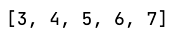 [3, 4, 5, 6, 7]